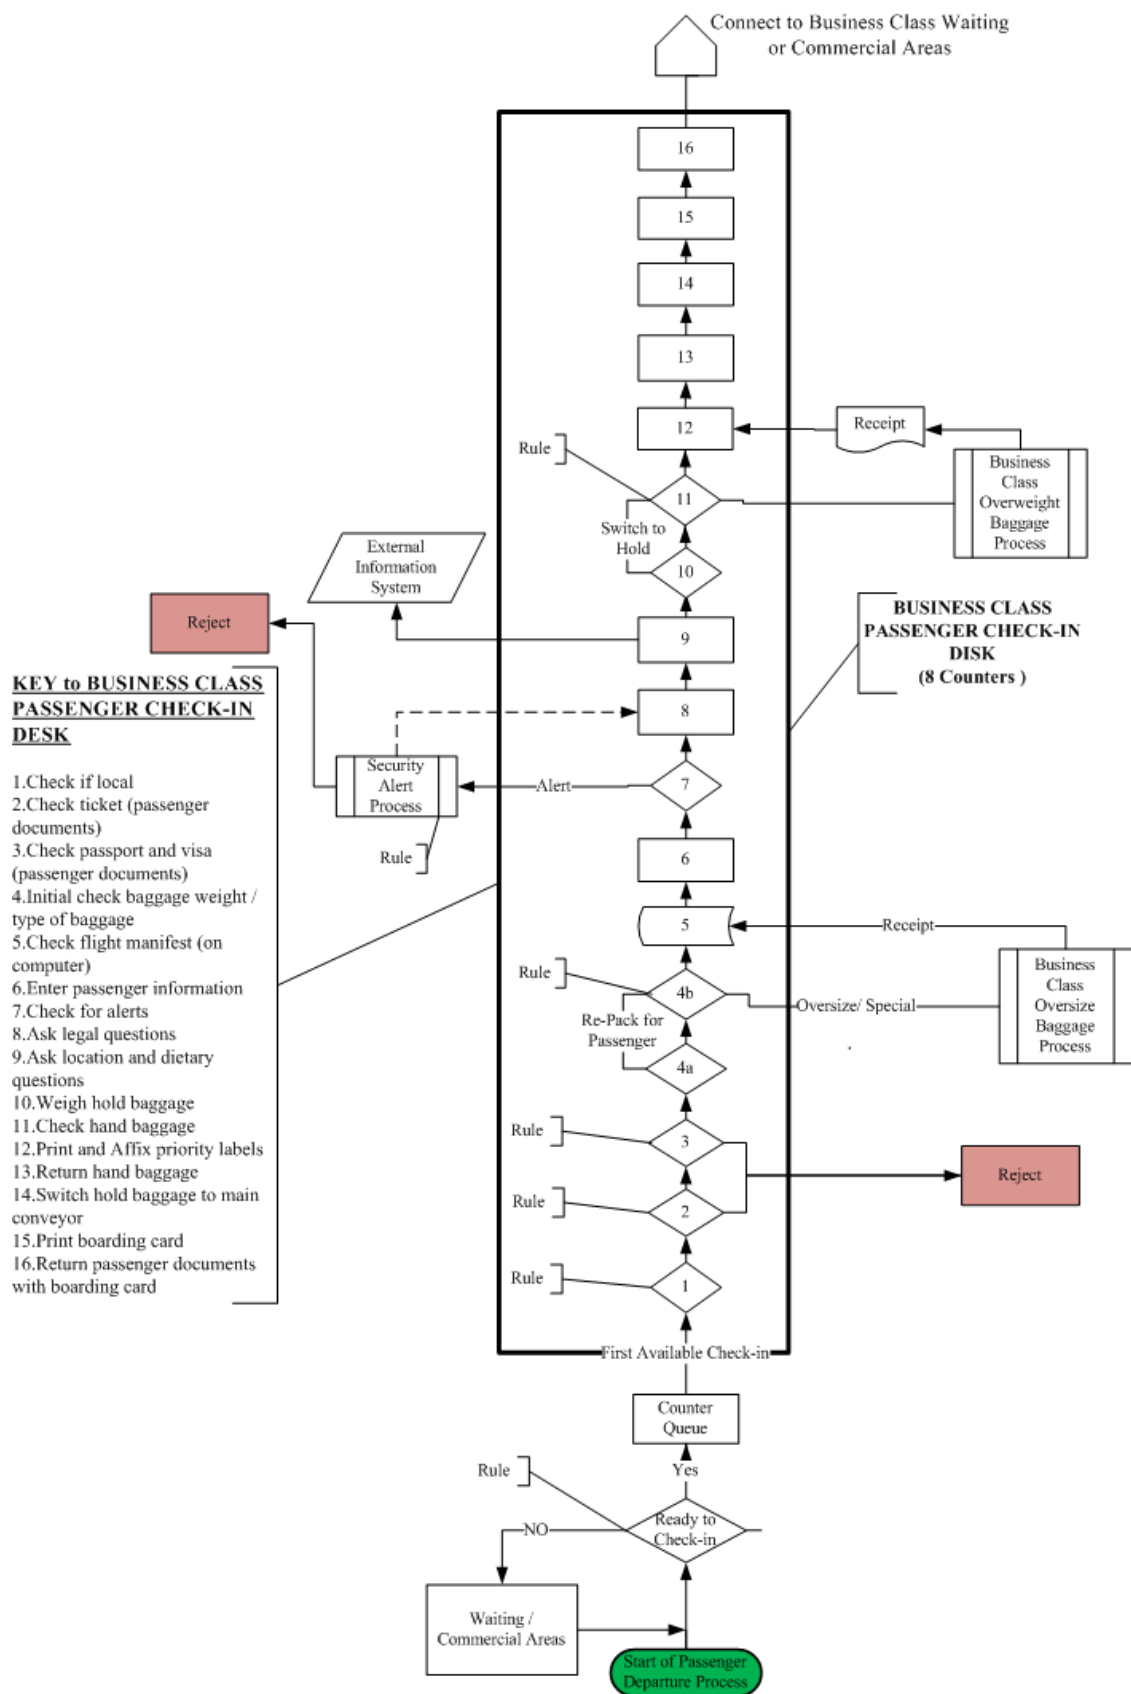 Connect to Business Class Waiting
or Commercial Areas
16
15
14
13
12
Receipt
Rule
Business
Class
Overweight
Baggage
Process
11
Switch to
Hold
10
External
Information
System
Reject
9
BUSINESS CLASS
PASSENGER CHECK-IN
DISK
(8 Counters )
KEY to BUSINESS CLASS
PASSENGER CHECK-IN
DESK
1.Check if local
2.Check ticket (passenger
documents)
3.Check passport and visa
(passenger documents)
4.Initial check baggage weight /
type of baggage
5.Check flight manifest (on
computer)
6.Enter passenger information
7.Check for alerts
8.Ask legal questions
9.Ask location and dietary
questions
10.Weigh hold baggage
11.Check hand baggage
12.Print and Affix priority labels
13.Return hand baggage
14.Switch hold baggage to main
conveyor
15.Print boarding card
16.Return passenger documents
with boarding card
8
Security
Alert
Process
Alert
7
Rule
6
5
Receipt
Rule
4b
Oversize/ Special
Business
Class
Oversize
Baggage
Process
Re-Pack for
Passenger
4a
Rule
3
Reject
Rule
2
Rule
1
First Available Check-in
Counter
Queue
Rule
Yes
Ready to
Check-in
NO
Waiting /
Commercial Areas
Start of Passenger
Departure Process